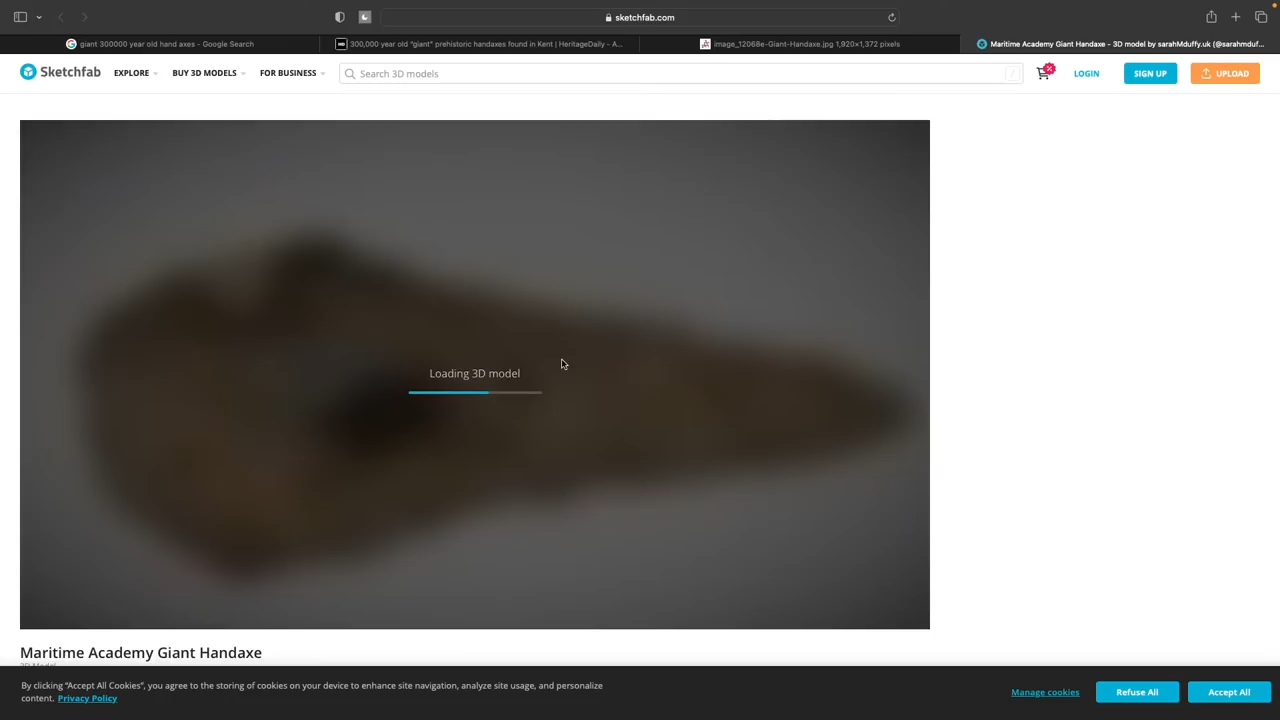 sketchfab.com
giant 300000 year old hand axes - Google Search
300,000 year old "giant" prehistoric handaxes found in Kent | HeritageDaily - A...
image_12068e-Giant-Handaxe.jpg 1,920×1,372 pixels
Maritime Academy Giant Handaxe - 3D model by sarahMduffy.uk (@sarahmduf...
Sketchfab
EXPLORE
BUY 3D MODELS
FOR BUSINESS
Search 3D models
/
LOGIN
SIGN UP
UPLOAD
Loading 3D model
Maritime Academy Giant Handaxe
3D Model
By clicking "Accept All Cookies", you agree to the storing of cookies on your device to enhance site navigation, analyze site usage, and personalize
content. Privacy Policy
Manage cookies
Refuse All
Accept All